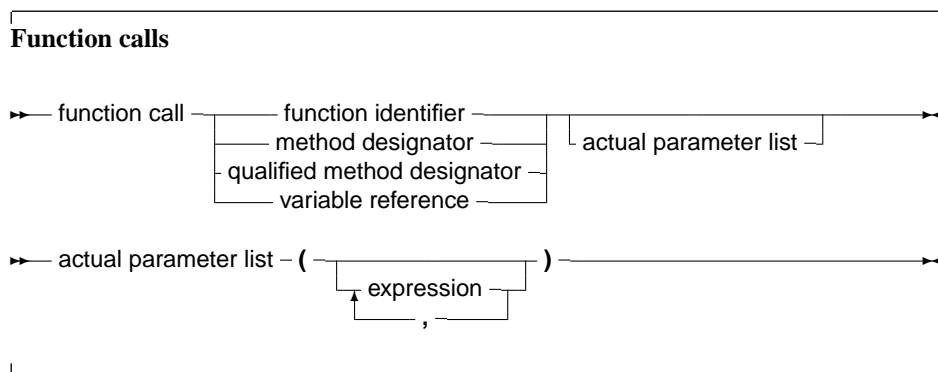 Function calls
function call function identifier actual parameter list
method designator
qualified method designator
variable reference
actual parameter list ( expression )
,